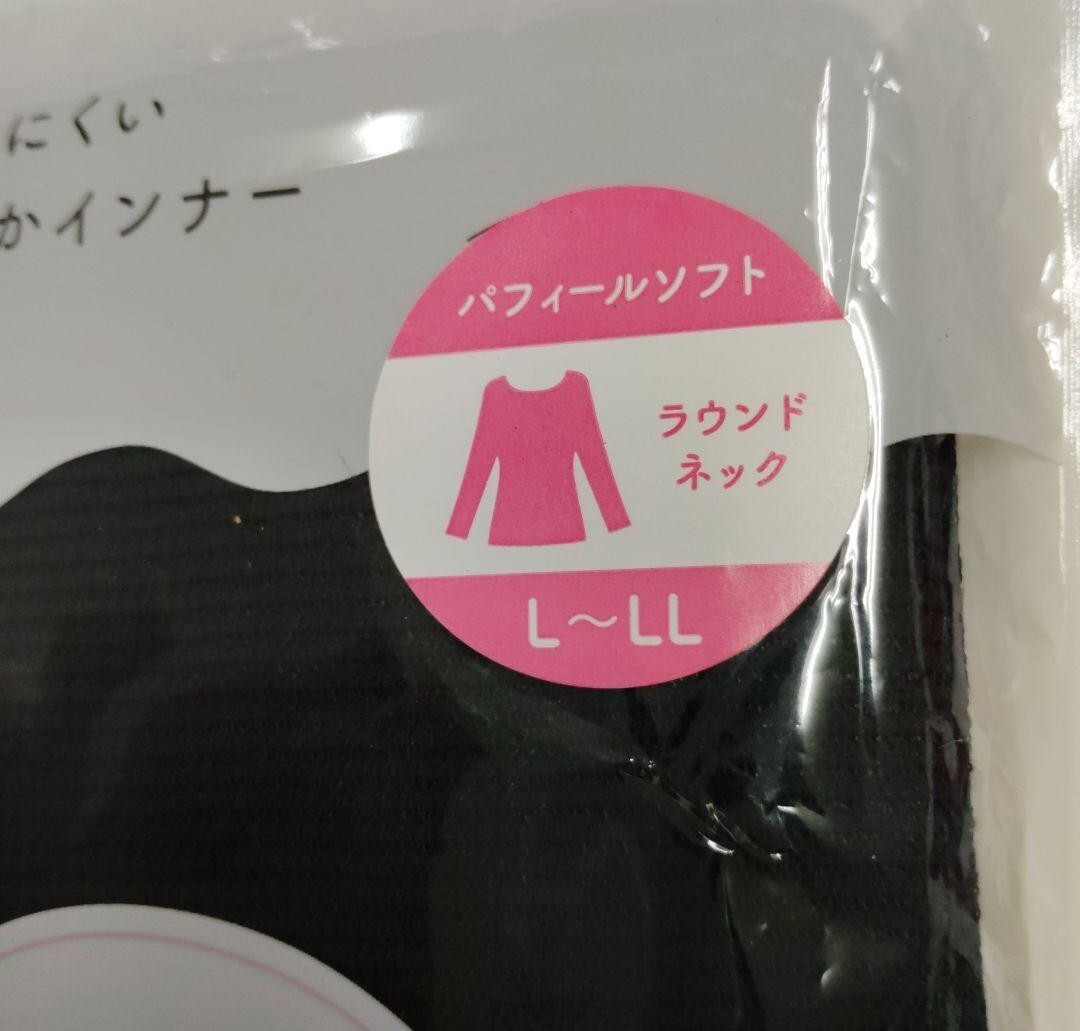 にくい
かインナー
パフィールソフト
ラウンド
ネック
L〜LL